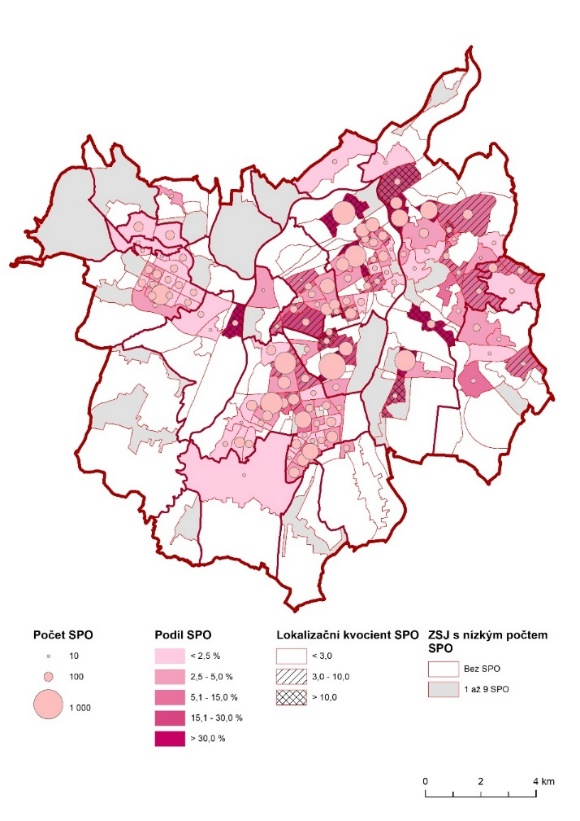 Počet SPO
10
100
1 000
Podíl SPO
< 2,5 %
2,5 - 5,0 %
5,1 - 15,0 %
15,1 - 30,0 %
> 30,0 %
Lokalizační kvocient SPO
< 3,0
3,0 - 10,0
> 10,0
ZSJ s nízkým počtem
SPO
Bez SPO
1 až 9 SPO
0 2 4 km